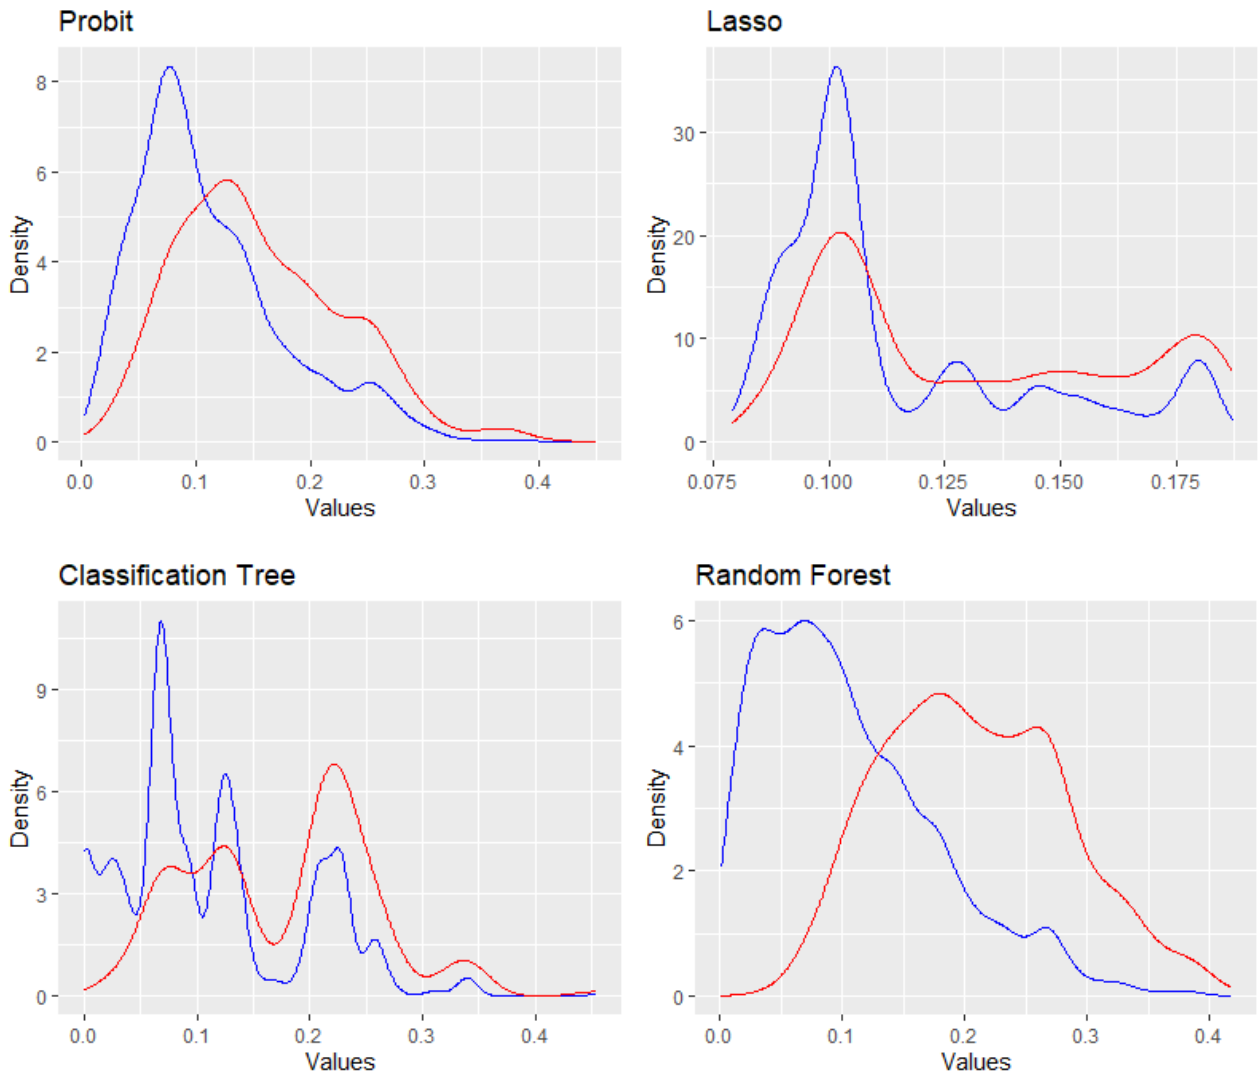 Probit
Lasso
8
6
4
2
0
Density
0.0 0.1 0.2 0.3 0.4
Values
30
20
10
0
Density
0.075 0.100 0.125 0.150 0.175
Values
Classification Tree
Random Forest
9
6
3
0
Density
0.0 0.1 0.2 0.3 0.4
Values
6
4
2
0
Density
0.0 0.1 0.2 0.3 0.4
Values